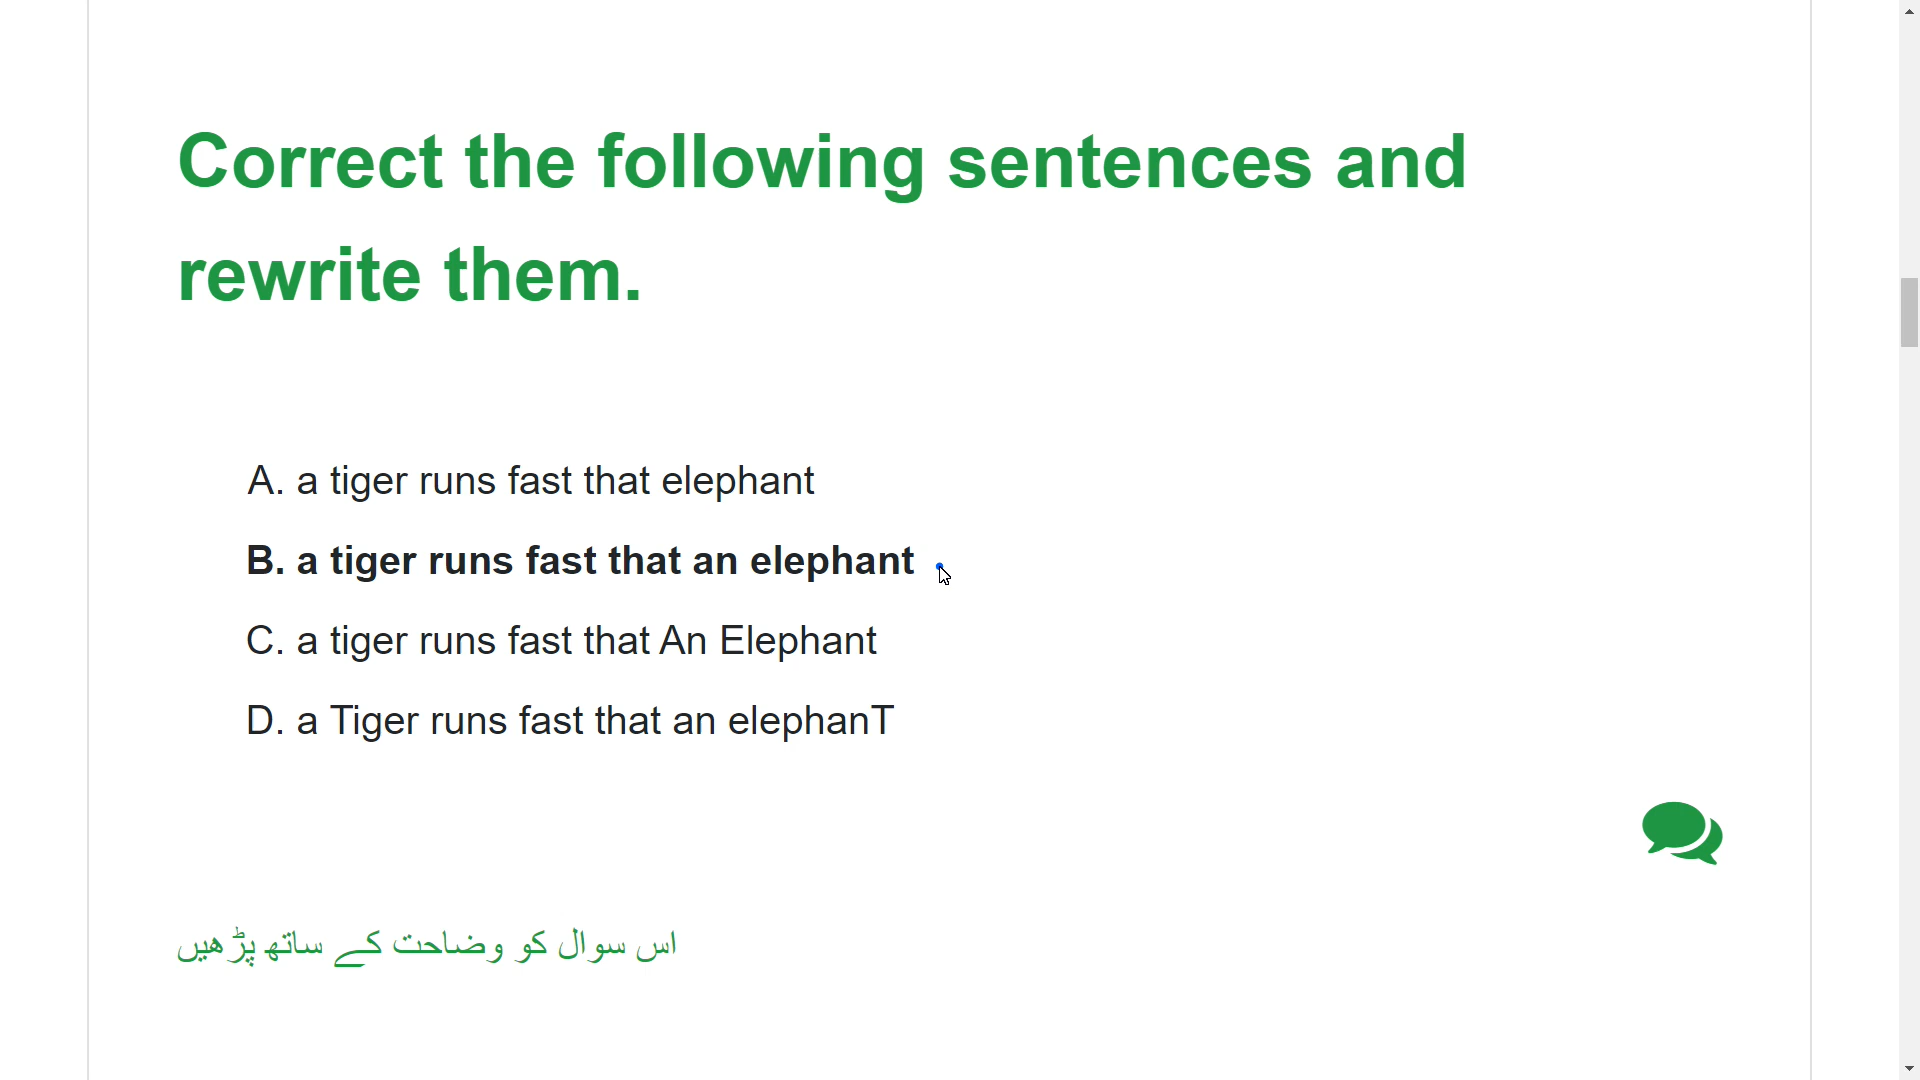 Correct the following sentences and
rewrite them.
A. a tiger runs fast that elephant
B. a tiger runs fast that an elephant
C. a tiger runs fast that An Elephant
D. a Tiger runs fast that an elephanT
اس سوال کو وضاحت کے ساتھ پڑھیں